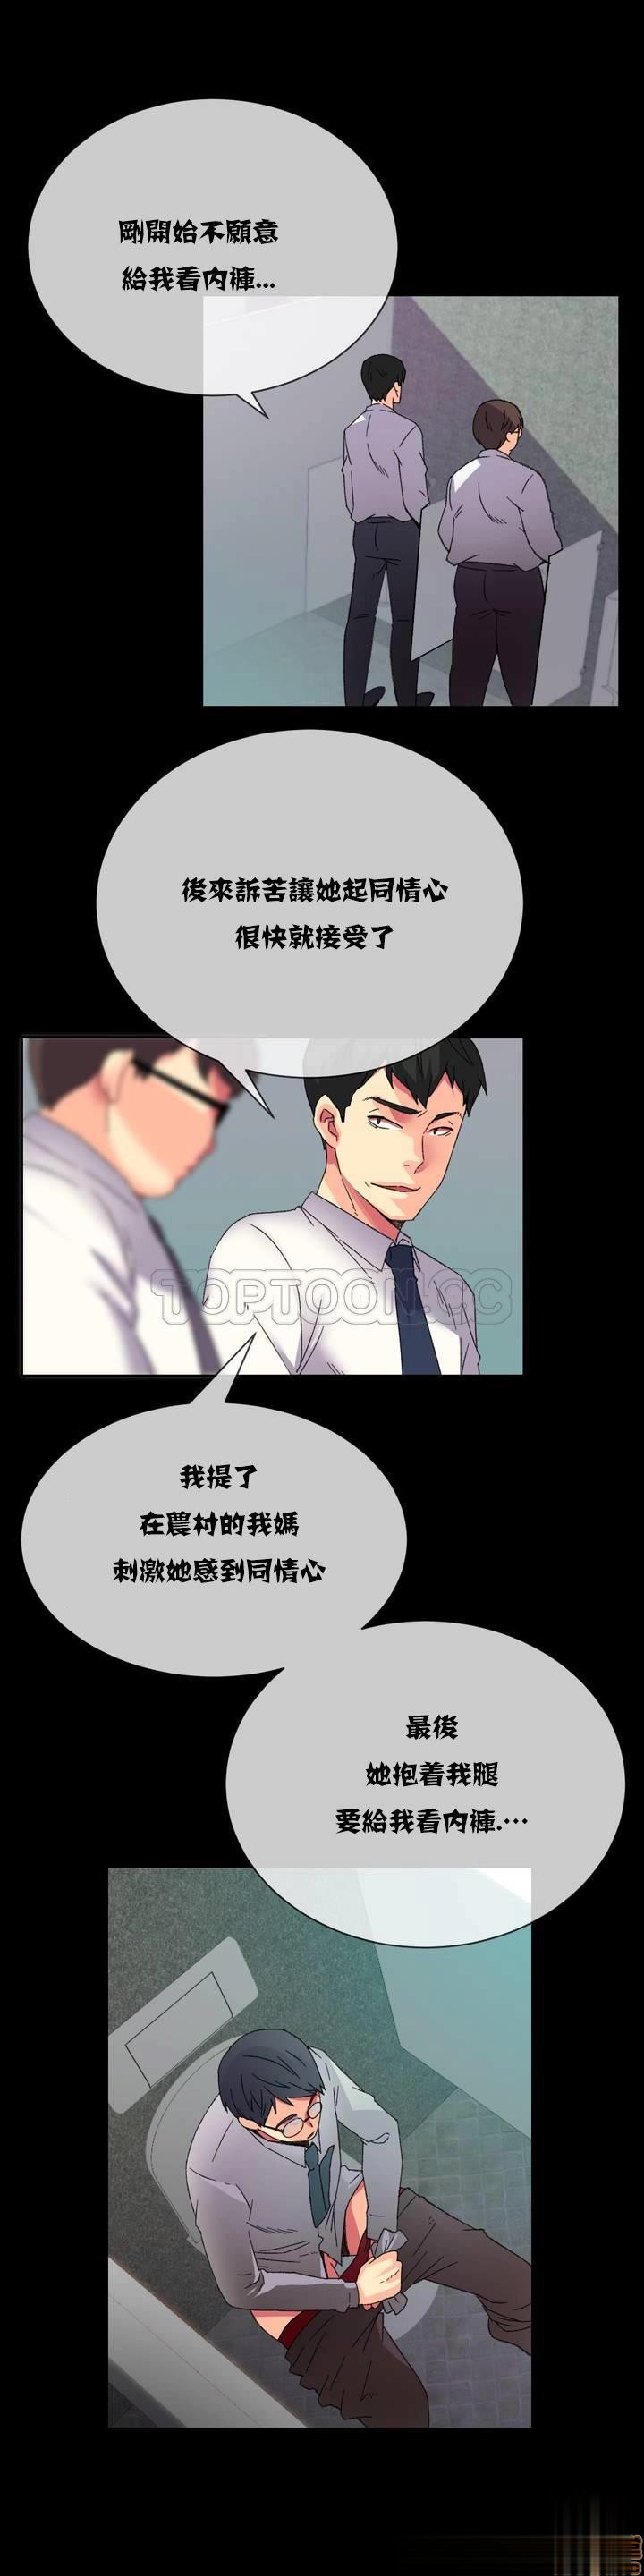 剛開始不願意
給我看內褲...
後來訴苦讓她起同情心
很快就接受了
TOPTOON.CC
我提了
在農村的我媽
刺激她感到同情心
最後
她抱着我腿
要給我看內褲.…